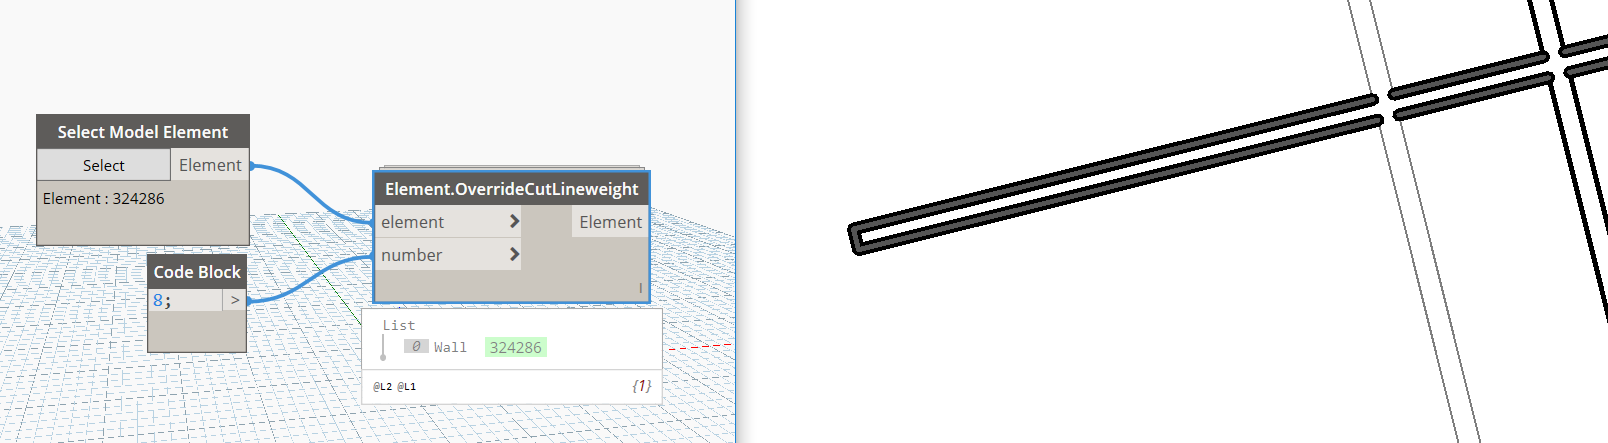 Select Model Element
Select
Element
Element : 324286
Code Block
8;
>
Element.OverrideCutLineweight
element >
Element
number >
l
List
0 Wall 324286
@L2 @L1
{1}